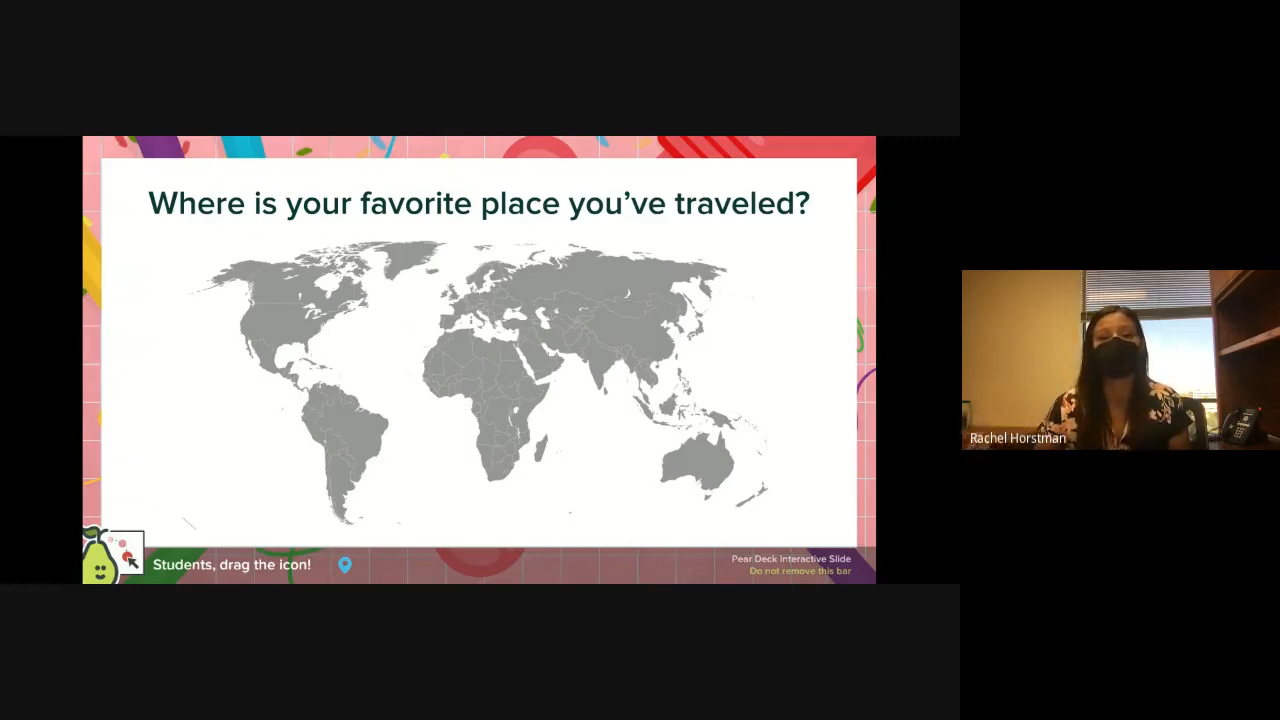 Where is your favorite place you've traveled?
Students, drag the icon!
Pear Deck Interactive Slide
Do not remove this bar
Rachel Horstman